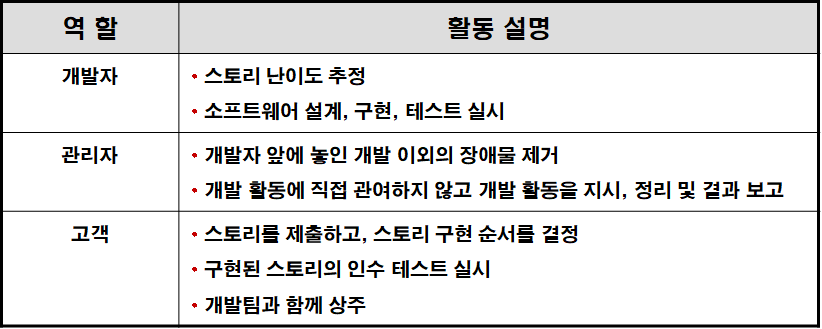 역 할
활동 설명
개발자
• 스토리 난이도 추정
• 소프트웨어 설계, 구현, 테스트 실시
관리자
• 개발자 앞에 놓인 개발 이외의 장애물 제거
• 개발 활동에 직접 관여하지 않고 개발 활동을 지시, 정리 및 결과 보고
고객
• 스토리를 제출하고, 스토리 구현 순서를 결정
• 구현된 스토리의 인수 테스트 실시
• 개발팀과 함께 상주